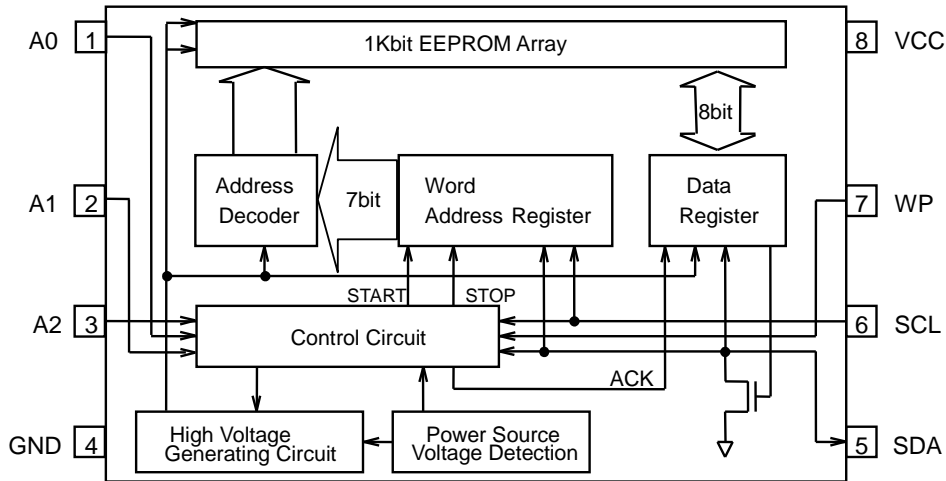 A0 1
1Kbit EEPROM Array
8 VCC
8bit
A1 2
Address
Decoder
7bit
Word
Address Register
Data
Register
7 WP
START STOP
A2 3
Control Circuit
6 SCL
ACK
GND 4
High Voltage
Generating Circuit
Power Source
Voltage Detection
5 SDA